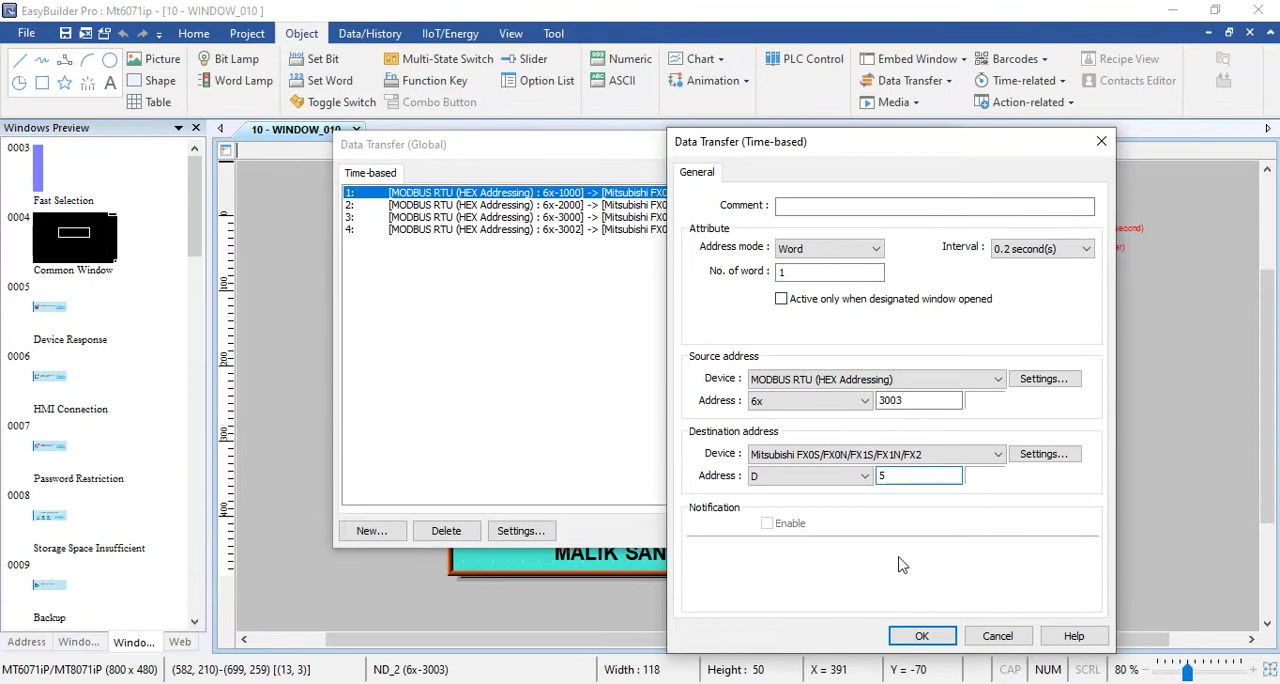 EasyBuilder Pro : Mt6071ip - [10 - WINDOW_010 ]
File Home Project Object Data/History IIoT/Energy View Tool
Picture Bit Lamp Set Bit Multi-State Switch Slider Numeric Chart PLC Control Embed Window Barcodes Recipe View
Shape Word Lamp Set Word Function Key Option List ASCII Animation Data Transfer Time-related Contacts Editor
A Table Toggle Switch Combo Button Media Action-related
Windows Preview
10 - WINDOW_010
0003
Fast Selection
0004
Common Window
0005
Device Response
0006
HMI Connection
0007
Password Restriction
0008
Storage Space Insufficient
0009
Backup
Address Windo... Windo... Web
0
100
200
300
400
Data Transfer (Global)
Time-based
1: [MODBUS RTU (HEX Addressing) : 6x-1000] -> [Mitsubishi FX0
2: [MODBUS RTU (HEX Addressing) : 6x-2000] -> [Mitsubishi FX0
3: [MODBUS RTU (HEX Addressing) : 6x-3000] -> [Mitsubishi FX0
4: [MODBUS RTU (HEX Addressing) : 6x-3002] -> [Mitsubishi FX0
New... Delete Settings...
MALIK SAN
Data Transfer (Time-based)
General
Comment :
Attribute
Address mode : Word Interval : 0.2 second(s)
No. of word : 1
Active only when designated window opened
Source address
Device : MODBUS RTU (HEX Addressing) Settings...
Address : 6x 3003
Destination address
Device : Mitsubishi FX0S/FX0N/FX1S/FX1N/FX2 Settings...
Address : D 5
Notification
Enable
OK Cancel Help
econd)
MT6071iP/MT8071iP (800 x 480) (582, 210)-(699, 259) [(13, 3)] ND_2 (6x-3003) Width : 118 Height : 50 X = 391 Y = -70 CAP NUM SCRL 80 %